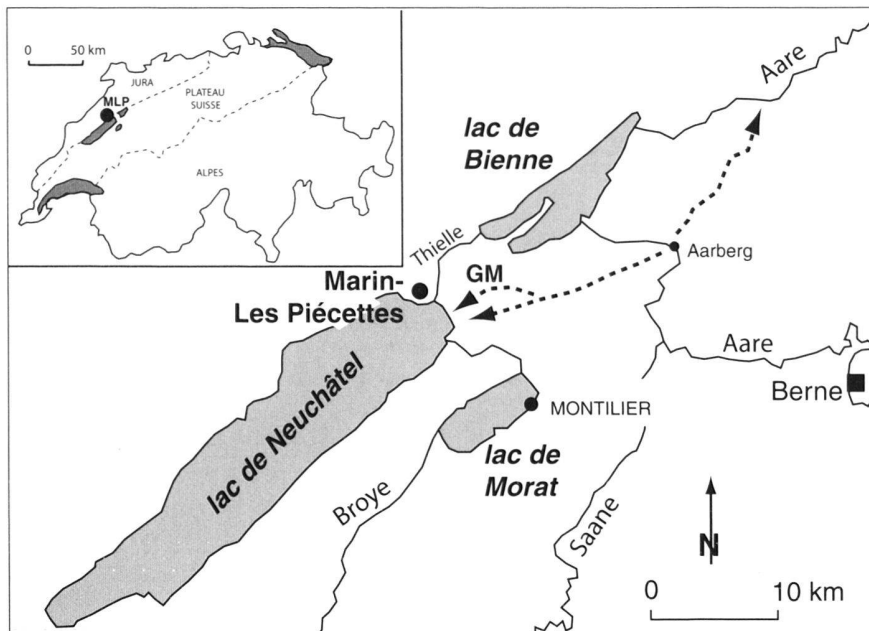 0 50 km
JURA
MLP
PLATEAU
SUISSE
ALPES
Aare
lac de
Bienne
Thielle
Aarberg
GM
Marin-
Les Piécettes
Aare
Berne
lac de Neuchâtel
MONTILIER
lac de
Morat
Broye
Saane
N
0 10 km